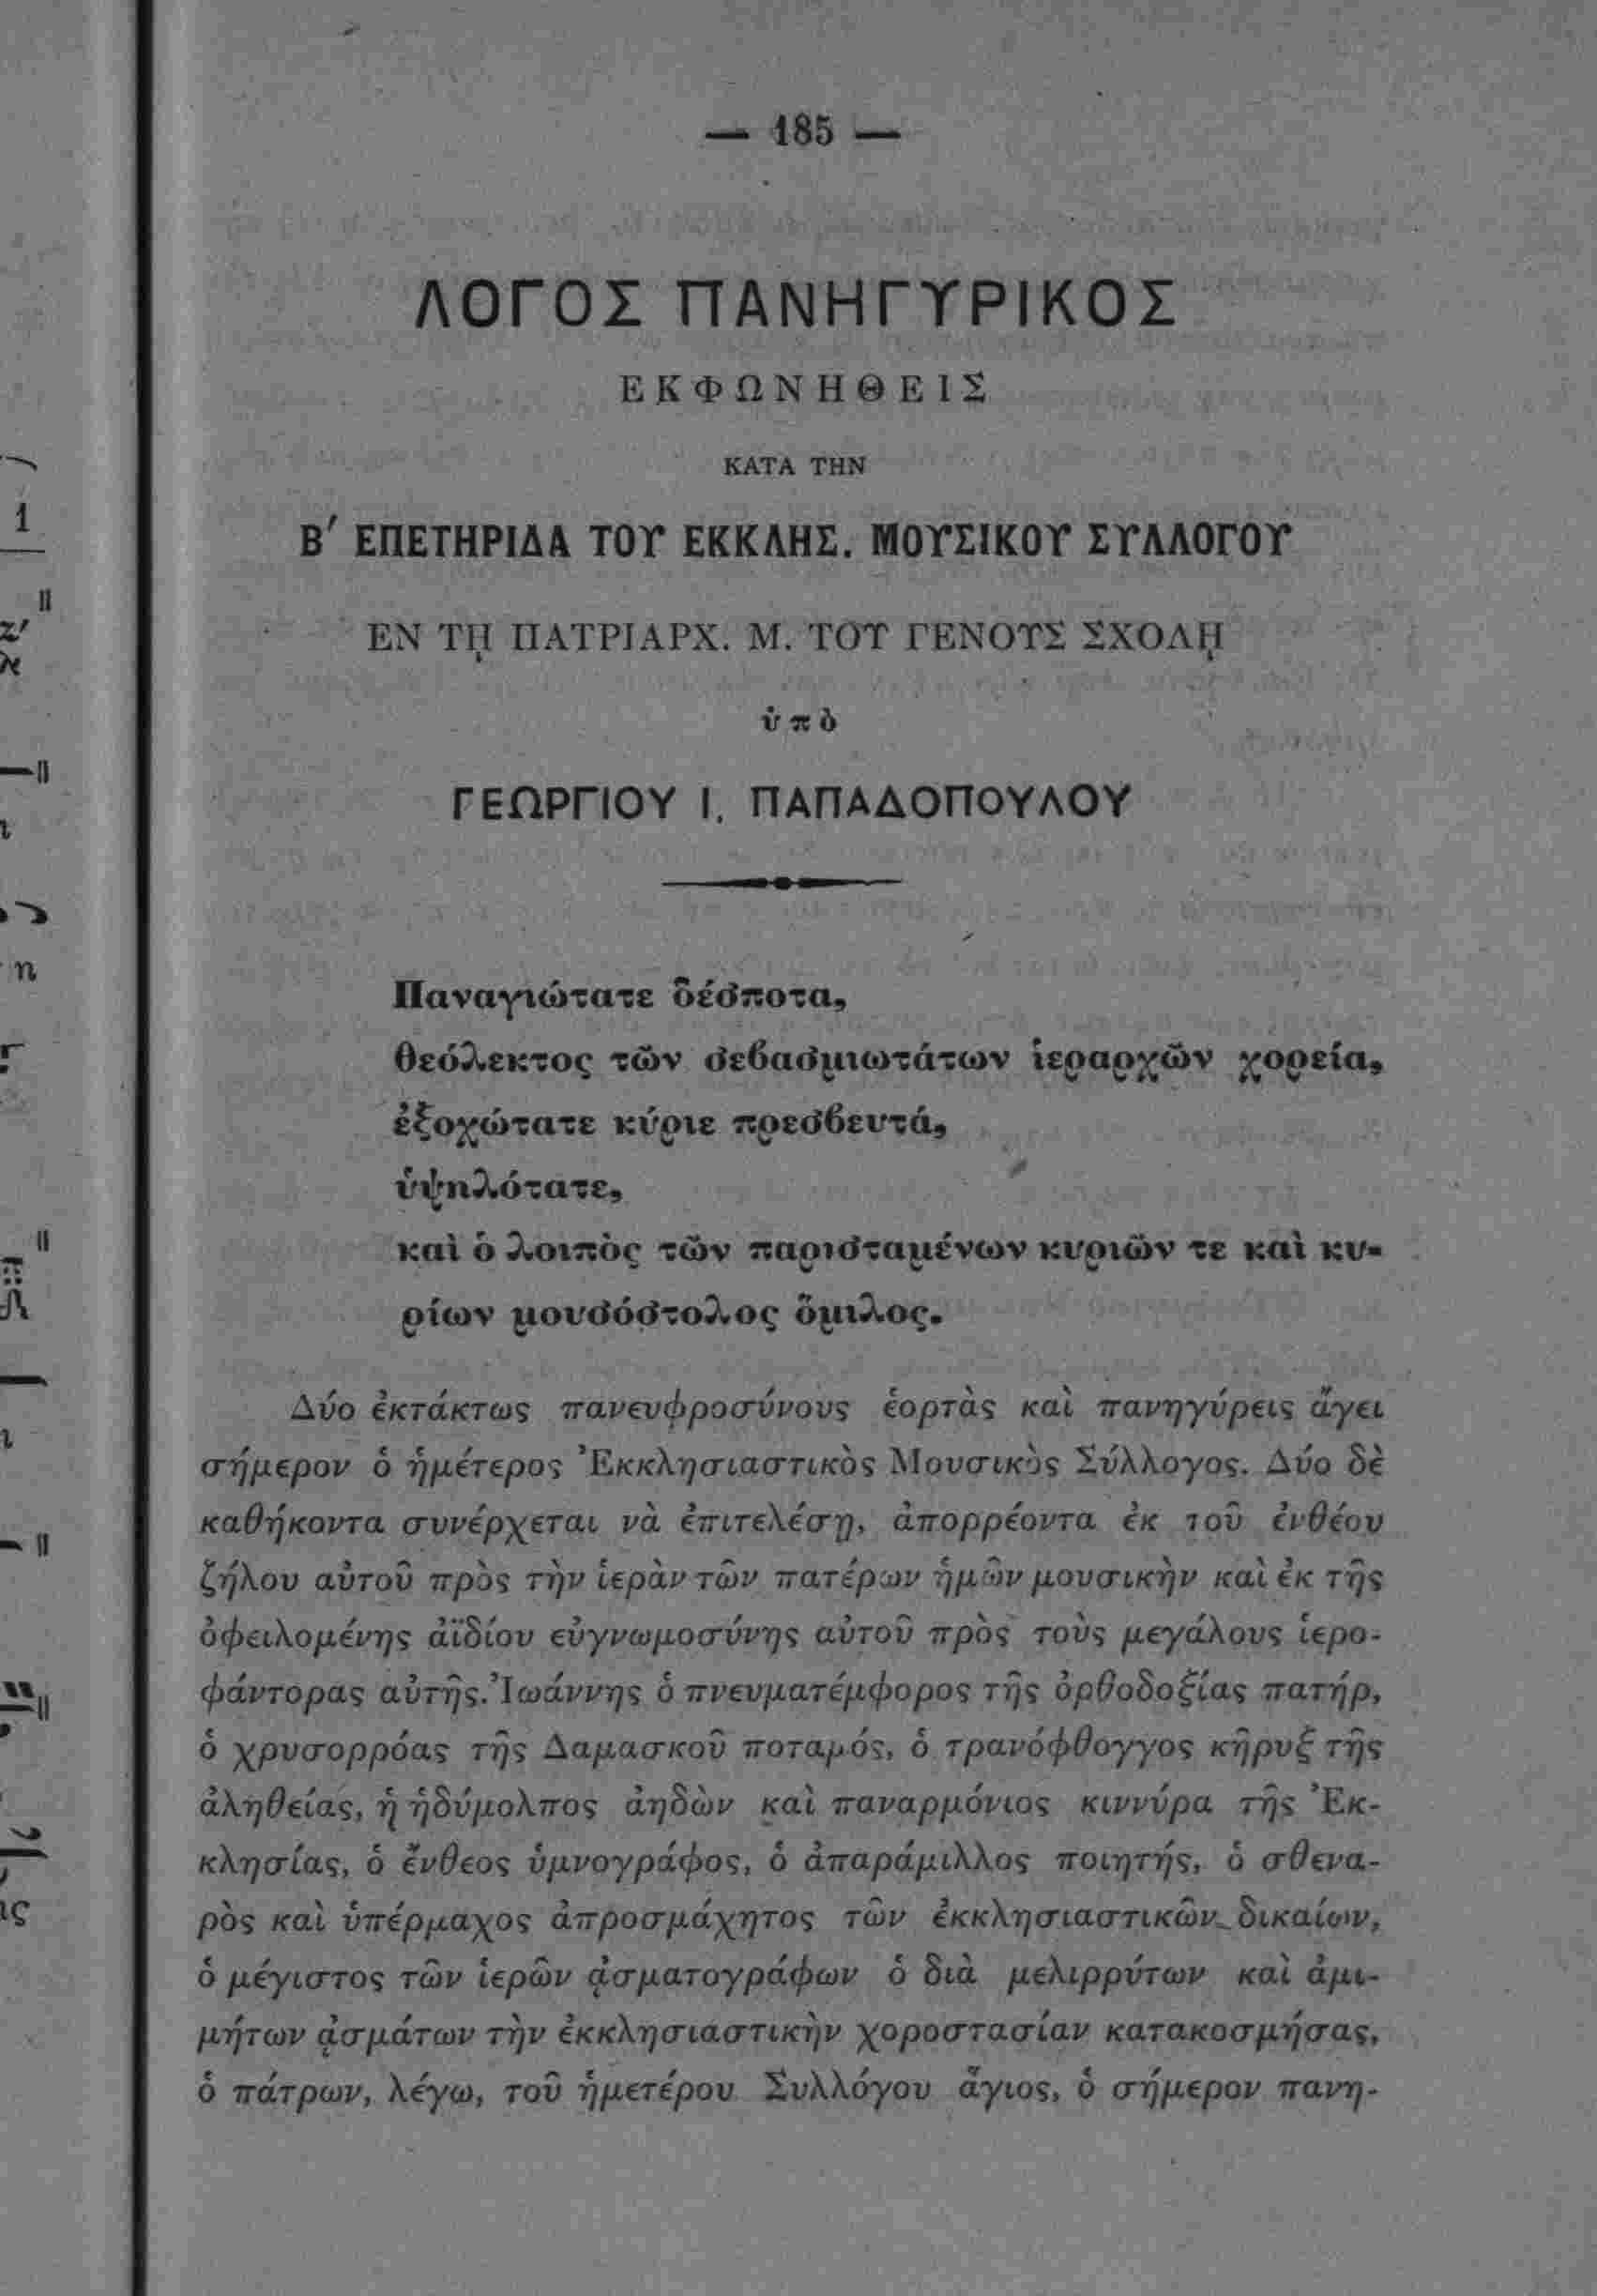 — 185 —
ΛΟΓΟΣ ΠΑΝΗΓΥΡΙΚΟΣ
ΕΚΦΩΝΗΘΕΙΣ
ΚΑΤΑ ΤΗΝ
Β′ ΕΠΕΤΗΡΙΔΑ ΤΟΥ ΕΚΚΛΗΣ. ΜΟΥΣΙΚΟΥ ΣΥΛΛΟΓΟΥ
ΕΝ Τῌ ΠΑΤΡΙΑΡΧ. Μ. ΤΟΥ ΓΕΝΟΥΣ ΣΧΟΛῌ
ὑπὸ
ΓΕΩΡΓΙΟΥ Ι. ΠΑΠΑΔΟΠΟΥΛΟΥ
Παναγιώτατε δέσποτα,
θεόλεκτος τῶν σεβασμιωτάτων ἱεραρχῶν χορεία,
ἐξοχώτατε κύριε πρεσβευτά,
ὑψηλότατε,
καὶ ὁ λοιπὸς τῶν παρισταμένων κυριῶν τε καὶ κυ-
ρίων μουσόστολος ὅμιλος.
Δύο ἐκτάκτως πανευφροσύνους ἑορτὰς καὶ πανηγύρεις ἄγει
σήμερον ὁ ἡμέτερος Ἐκκλησιαστικὸς Μουσικὸς Σύλλογος. Δύο δὲ
καθήκοντα συνέρχεται νὰ ἐπιτελέσῃ, ἀπορρέοντα ἐκ τοῦ ἐνθέου
ζήλου αὐτοῦ πρὸς τὴν ἱερὰν τῶν πατέρων ἡμῶν μουσικὴν καὶ ἐκ τῆς
ὀφειλομένης ἀϊδίου εὐγνωμοσύνης αὐτοῦ πρὸς τοὺς μεγάλους ἱερο-
φάντορας αὐτῆς. Ἰωάννης ὁ πνευματέμφορος τῆς ὀρθοδοξίας πατήρ,
ὁ χρυσορρόας τῆς Δαμασκοῦ ποταμός, ὁ τρανόφθογγος κῆρυξ τῆς
ἀληθείας, ἡ ἡδύμολπος ἀηδὼν καὶ παναρμόνιος κιννύρα τῆς Ἐκ-
κλησίας, ὁ ἔνθεος ὑμνογράφος, ὁ ἀπαράμιλλος ποιητής, ὁ σθενα-
ρὸς καὶ ὑπέρμαχος ἀπροσμάχητος τῶν ἐκκλησιαστικῶν δικαίων,
ὁ μέγιστος τῶν ἱερῶν ᾀσματογράφων ὁ διὰ μελιρρύτων καὶ ἀμι-
μήτων ᾀσμάτων τὴν ἐκκλησιαστικὴν χοροστασίαν κατακοσμήσας,
ὁ πάτρων, λέγω, τοῦ ἡμετέρου Συλλόγου ἅγιος, ὁ σήμερον πανη-